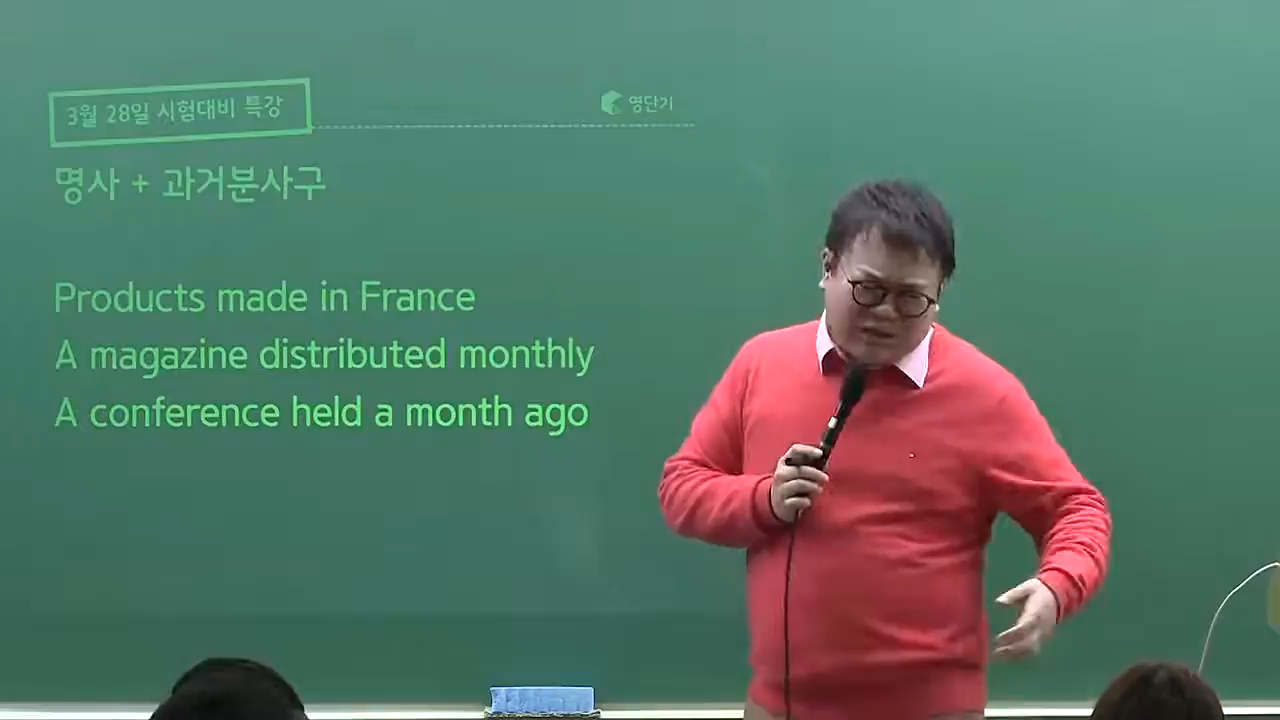 3월 28일 시험대비 특강
영단기
명사 + 과거분사구
Products made in France
A magazine distributed monthly
A conference held a month ago